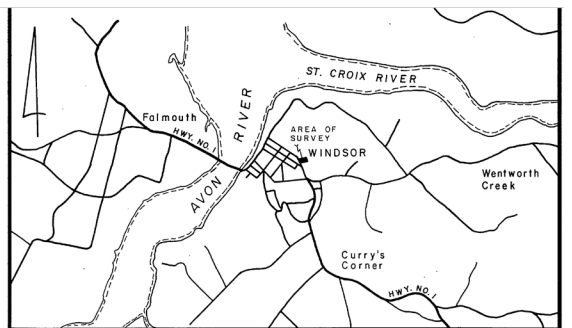 ST. CROIX RIVER
Falmouth
HWY. NO. 1
AVON RIVER
AREA OF
SURVEY
WINDSOR
Wentworth
Creek
Curry's
Corner
HWY. NO. 1